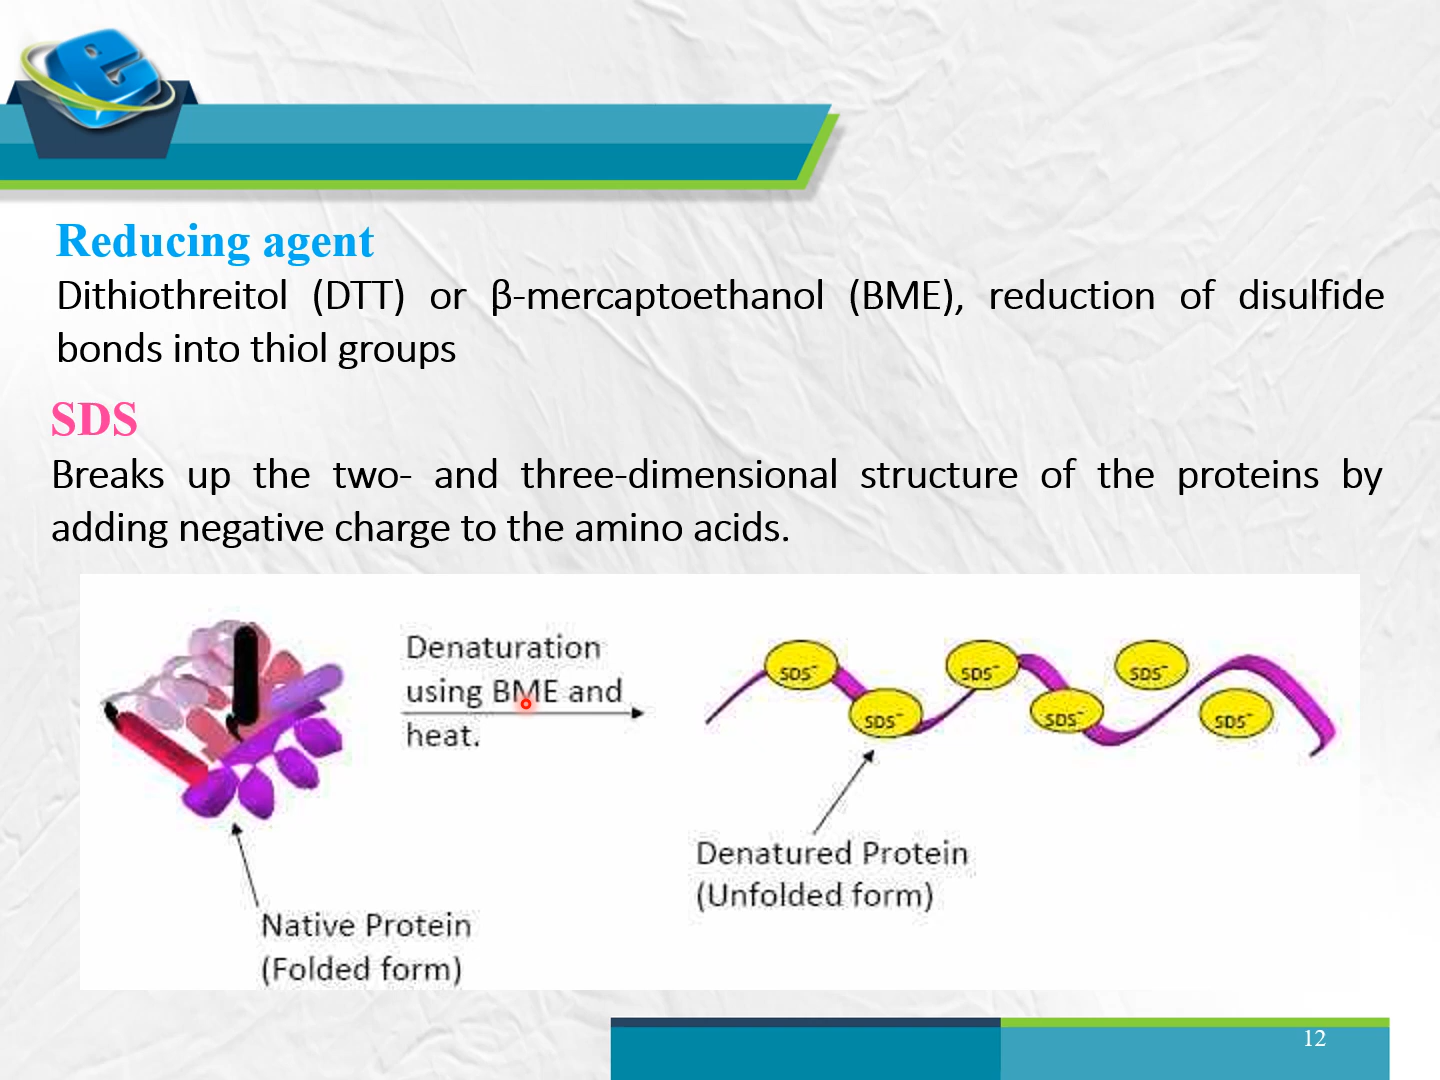 Reducing agent
Dithiothreitol (DTT) or β-mercaptoethanol (BME), reduction of disulfide
bonds into thiol groups
SDS
Breaks up the two- and three-dimensional structure of the proteins by
adding negative charge to the amino acids.
Denaturation
using BME and
heat.
SDS⁻
SDS⁻
SDS⁻
SDS⁻
SDS⁻
SDS⁻
Denatured Protein
(Unfolded form)
Native Protein
(Folded form)
12